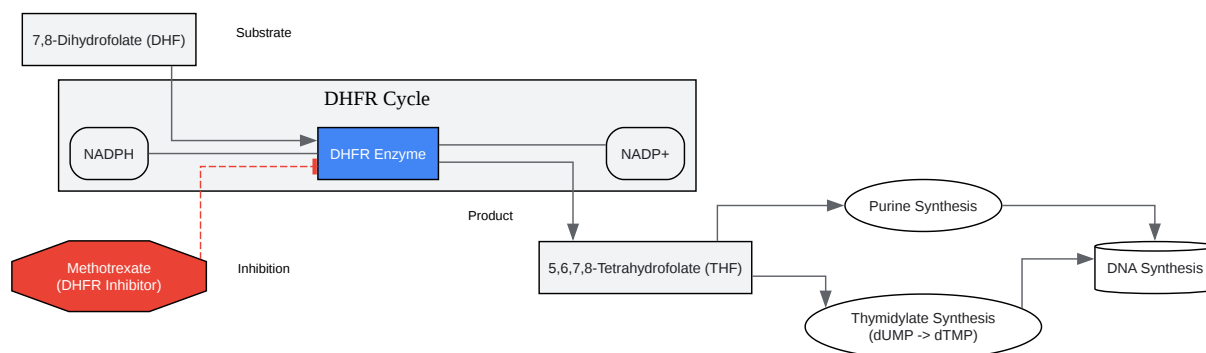 7,8-Dihydrofolate (DHF)
Substrate
DHFR Cycle
NADPH
DHFR Enzyme
NADP+
Product
Purine Synthesis
Methotrexate
(DHFR Inhibitor)
Inhibition
5,6,7,8-Tetrahydrofolate (THF)
DNA Synthesis
Thymidylate Synthesis
(dUMP -> dTMP)